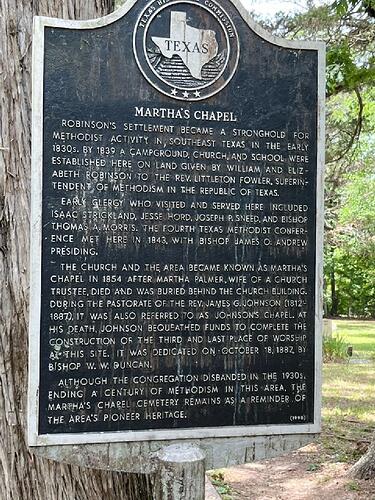 TEXAS HISTORICAL COMMISSION
TEXAS
MARTHA'S CHAPEL
ROBINSON'S SETTLEMENT BECAME A STRONGHOLD FOR
METHODIST ACTIVITY IN SOUTHEAST TEXAS IN THE EARLY
1830s. BY 1839 A CAMPGROUND, CHURCH, AND SCHOOL WERE
ESTABLISHED HERE ON LAND GIVEN BY WILLIAM AND ELIZ-
ABETH ROBINSON TO THE REV. LITTLETON FOWLER, SUPERIN-
TENDENT OF METHODISM IN THE REPUBLIC OF TEXAS.
EARLY CLERGY WHO VISITED AND SERVED HERE INCLUDED
ISAAC STRICKLAND, JESSE HORD, JOSEPH P. SNEED, AND BISHOP
THOMAS A. MORRIS. THE FOURTH TEXAS METHODIST CONFER-
ENCE MET HERE IN 1843, WITH BISHOP JAMES O. ANDREW
PRESIDING.
THE CHURCH AND THE AREA BECAME KNOWN AS MARTHA'S
CHAPEL IN 1854 AFTER MARTHA PALMER, WIFE OF A CHURCH
TRUSTEE, DIED AND WAS BURIED BEHIND THE CHURCH BUILDING.
DURING THE PASTORATE OF THE REV. JAMES G. JOHNSON (1812-
1887), IT WAS ALSO REFERRED TO AS JOHNSON'S CHAPEL. AT
HIS DEATH, JOHNSON BEQUEATHED FUNDS TO COMPLETE THE
CONSTRUCTION OF THE THIRD AND LAST PLACE OF WORSHIP
AT THIS SITE. IT WAS DEDICATED ON OCTOBER 18, 1887, BY
BISHOP W. W. DUNCAN.
ALTHOUGH THE CONGREGATION DISBANDED IN THE 1930s,
ENDING A CENTURY OF METHODISM IN THIS AREA, THE
MARTHA'S CHAPEL CEMETERY REMAINS AS A REMINDER OF
THE AREA'S PIONEER HERITAGE.
(1998)